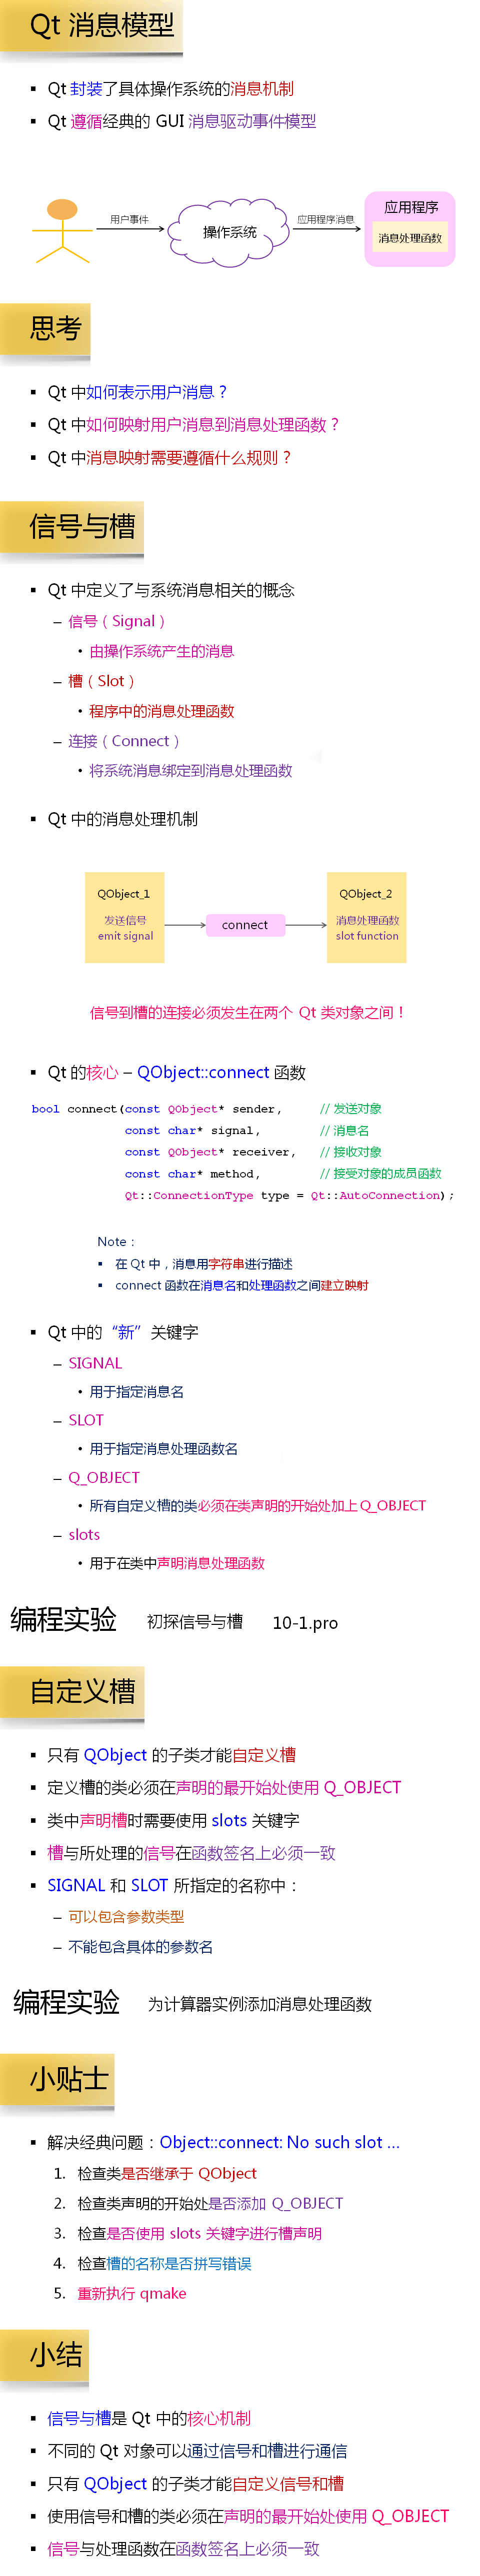 Qt 消息模型
▪ Qt 封装了具体操作系统的消息机制
▪ Qt 遵循经典的 GUI 消息驱动事件模型
用户事件
操作系统
应用程序消息
应用程序
消息处理函数
思考
▪ Qt 中如何表示用户消息？
▪ Qt 中如何映射用户消息到消息处理函数？
▪ Qt 中消息映射需要遵循什么规则？
信号与槽
▪ Qt 中定义了与系统消息相关的概念
– 信号（Signal）
• 由操作系统产生的消息
– 槽（Slot）
• 程序中的消息处理函数
– 连接（Connect）
• 将系统消息绑定到消息处理函数
▪ Qt 中的消息处理机制
QObject_1
发送信号
emit signal
connect
QObject_2
消息处理函数
slot function
信号到槽的连接必须发生在两个 Qt 类对象之间！
▪ Qt 的核心 – QObject::connect 函数
bool connect(const QObject* sender, // 发送对象
const char* signal, // 消息名
const QObject* receiver, // 接收对象
const char* method, // 接受对象的成员函数
Qt::ConnectionType type = Qt::AutoConnection);
Note：
▪ 在 Qt 中，消息用字符串进行描述
▪ connect 函数在消息名和处理函数之间建立映射
▪ Qt 中的“新”关键字
– SIGNAL
• 用于指定消息名
– SLOT
• 用于指定消息处理函数名
– Q_OBJECT
• 所有自定义槽的类必须在类声明的开始处加上 Q_OBJECT
– slots
• 用于在类中声明消息处理函数
编程实验 初探信号与槽 10-1.pro
自定义槽
▪ 只有 QObject 的子类才能自定义槽
▪ 定义槽的类必须在声明的最开始处使用 Q_OBJECT
▪ 类中声明槽时需要使用 slots 关键字
▪ 槽与所处理的信号在函数签名上必须一致
▪ SIGNAL 和 SLOT 所指定的名称中：
– 可以包含参数类型
– 不能包含具体的参数名
编程实验 为计算器实例添加消息处理函数
小贴士
▪ 解决经典问题：Object::connect: No such slot …
1. 检查类是否继承于 QObject
2. 检查类声明的开始处是否添加 Q_OBJECT
3. 检查是否使用 slots 关键字进行槽声明
4. 检查槽的名称是否拼写错误
5. 重新执行 qmake
小结
▪ 信号与槽是 Qt 中的核心机制
▪ 不同的 Qt 对象可以通过信号和槽进行通信
▪ 只有 QObject 的子类才能自定义信号和槽
▪ 使用信号和槽的类必须在声明的最开始处使用 Q_OBJECT
▪ 信号与处理函数在函数签名上必须一致